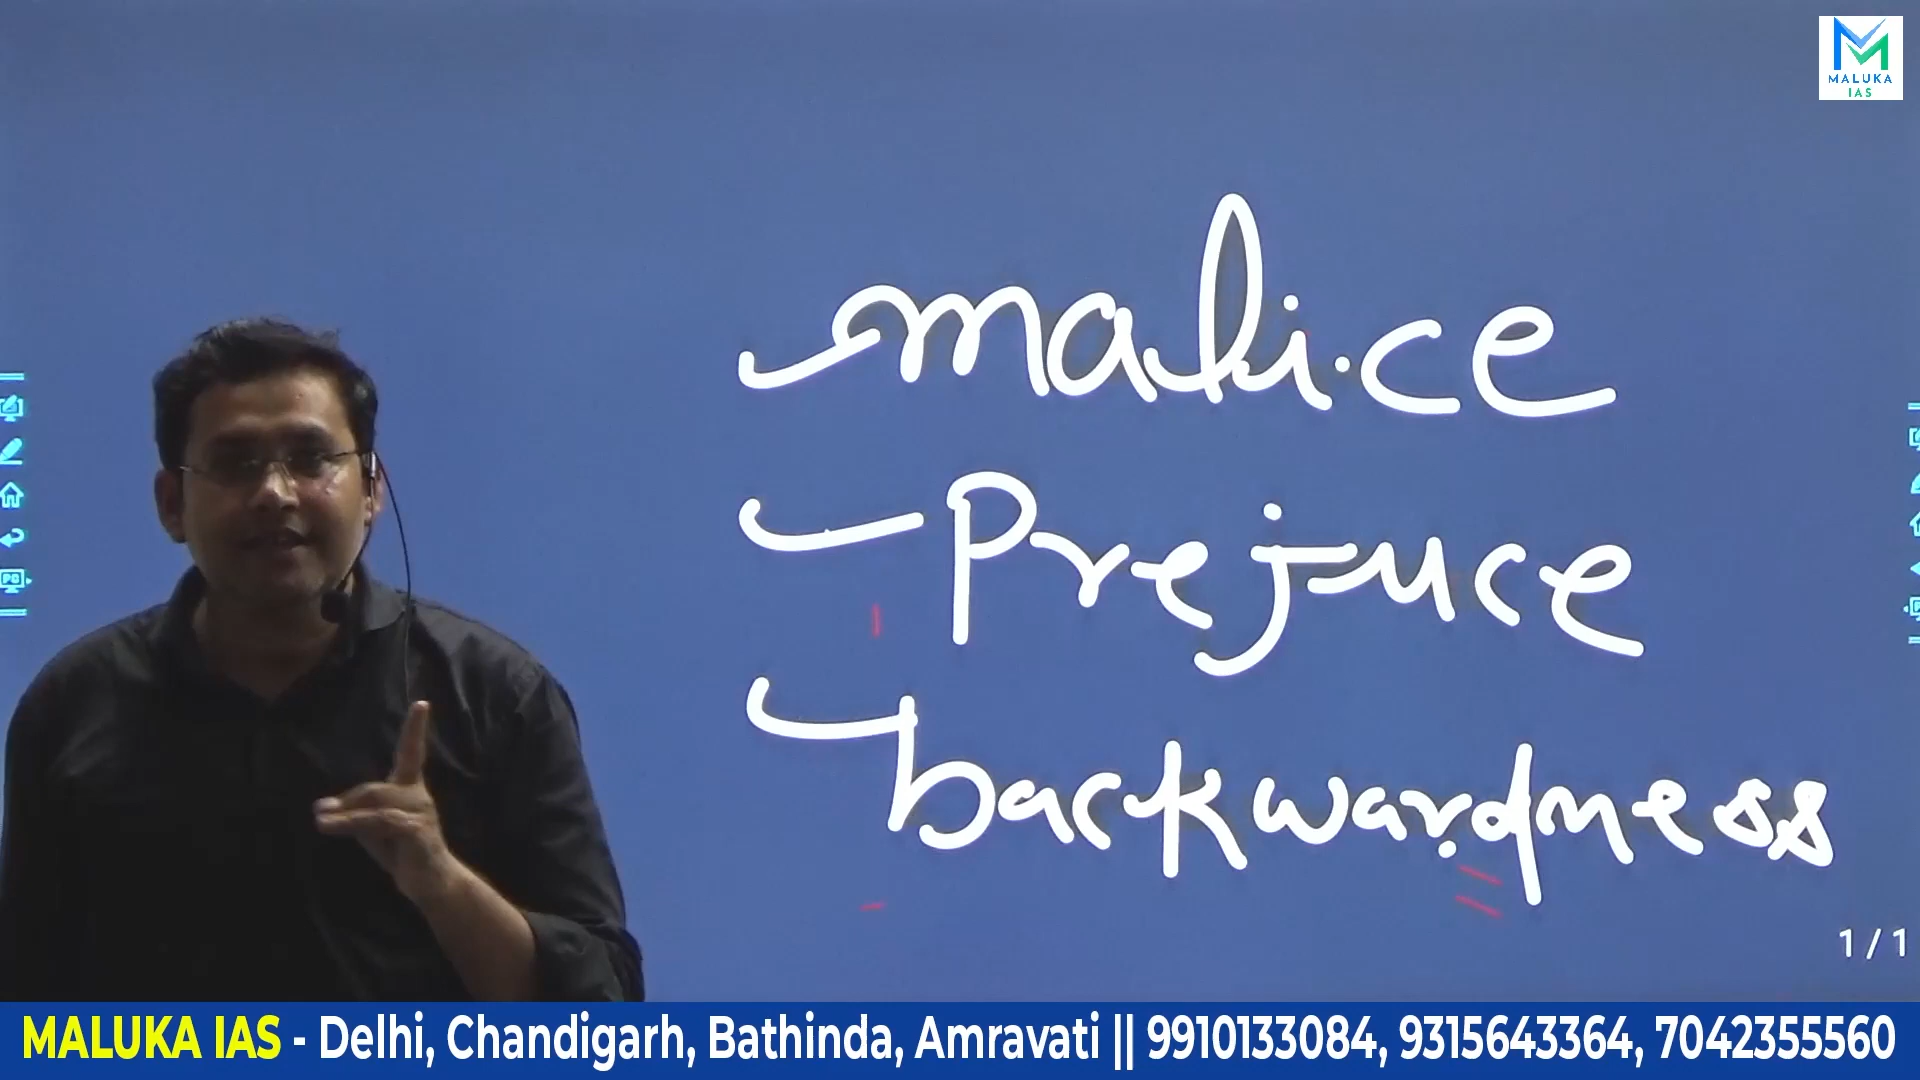 MALUKA
IAS
malice
Prejuce
backwardness
1 / 1
MALUKA IAS - Delhi, Chandigarh, Bathinda, Amravati || 9910133084, 9315643364, 7042355560